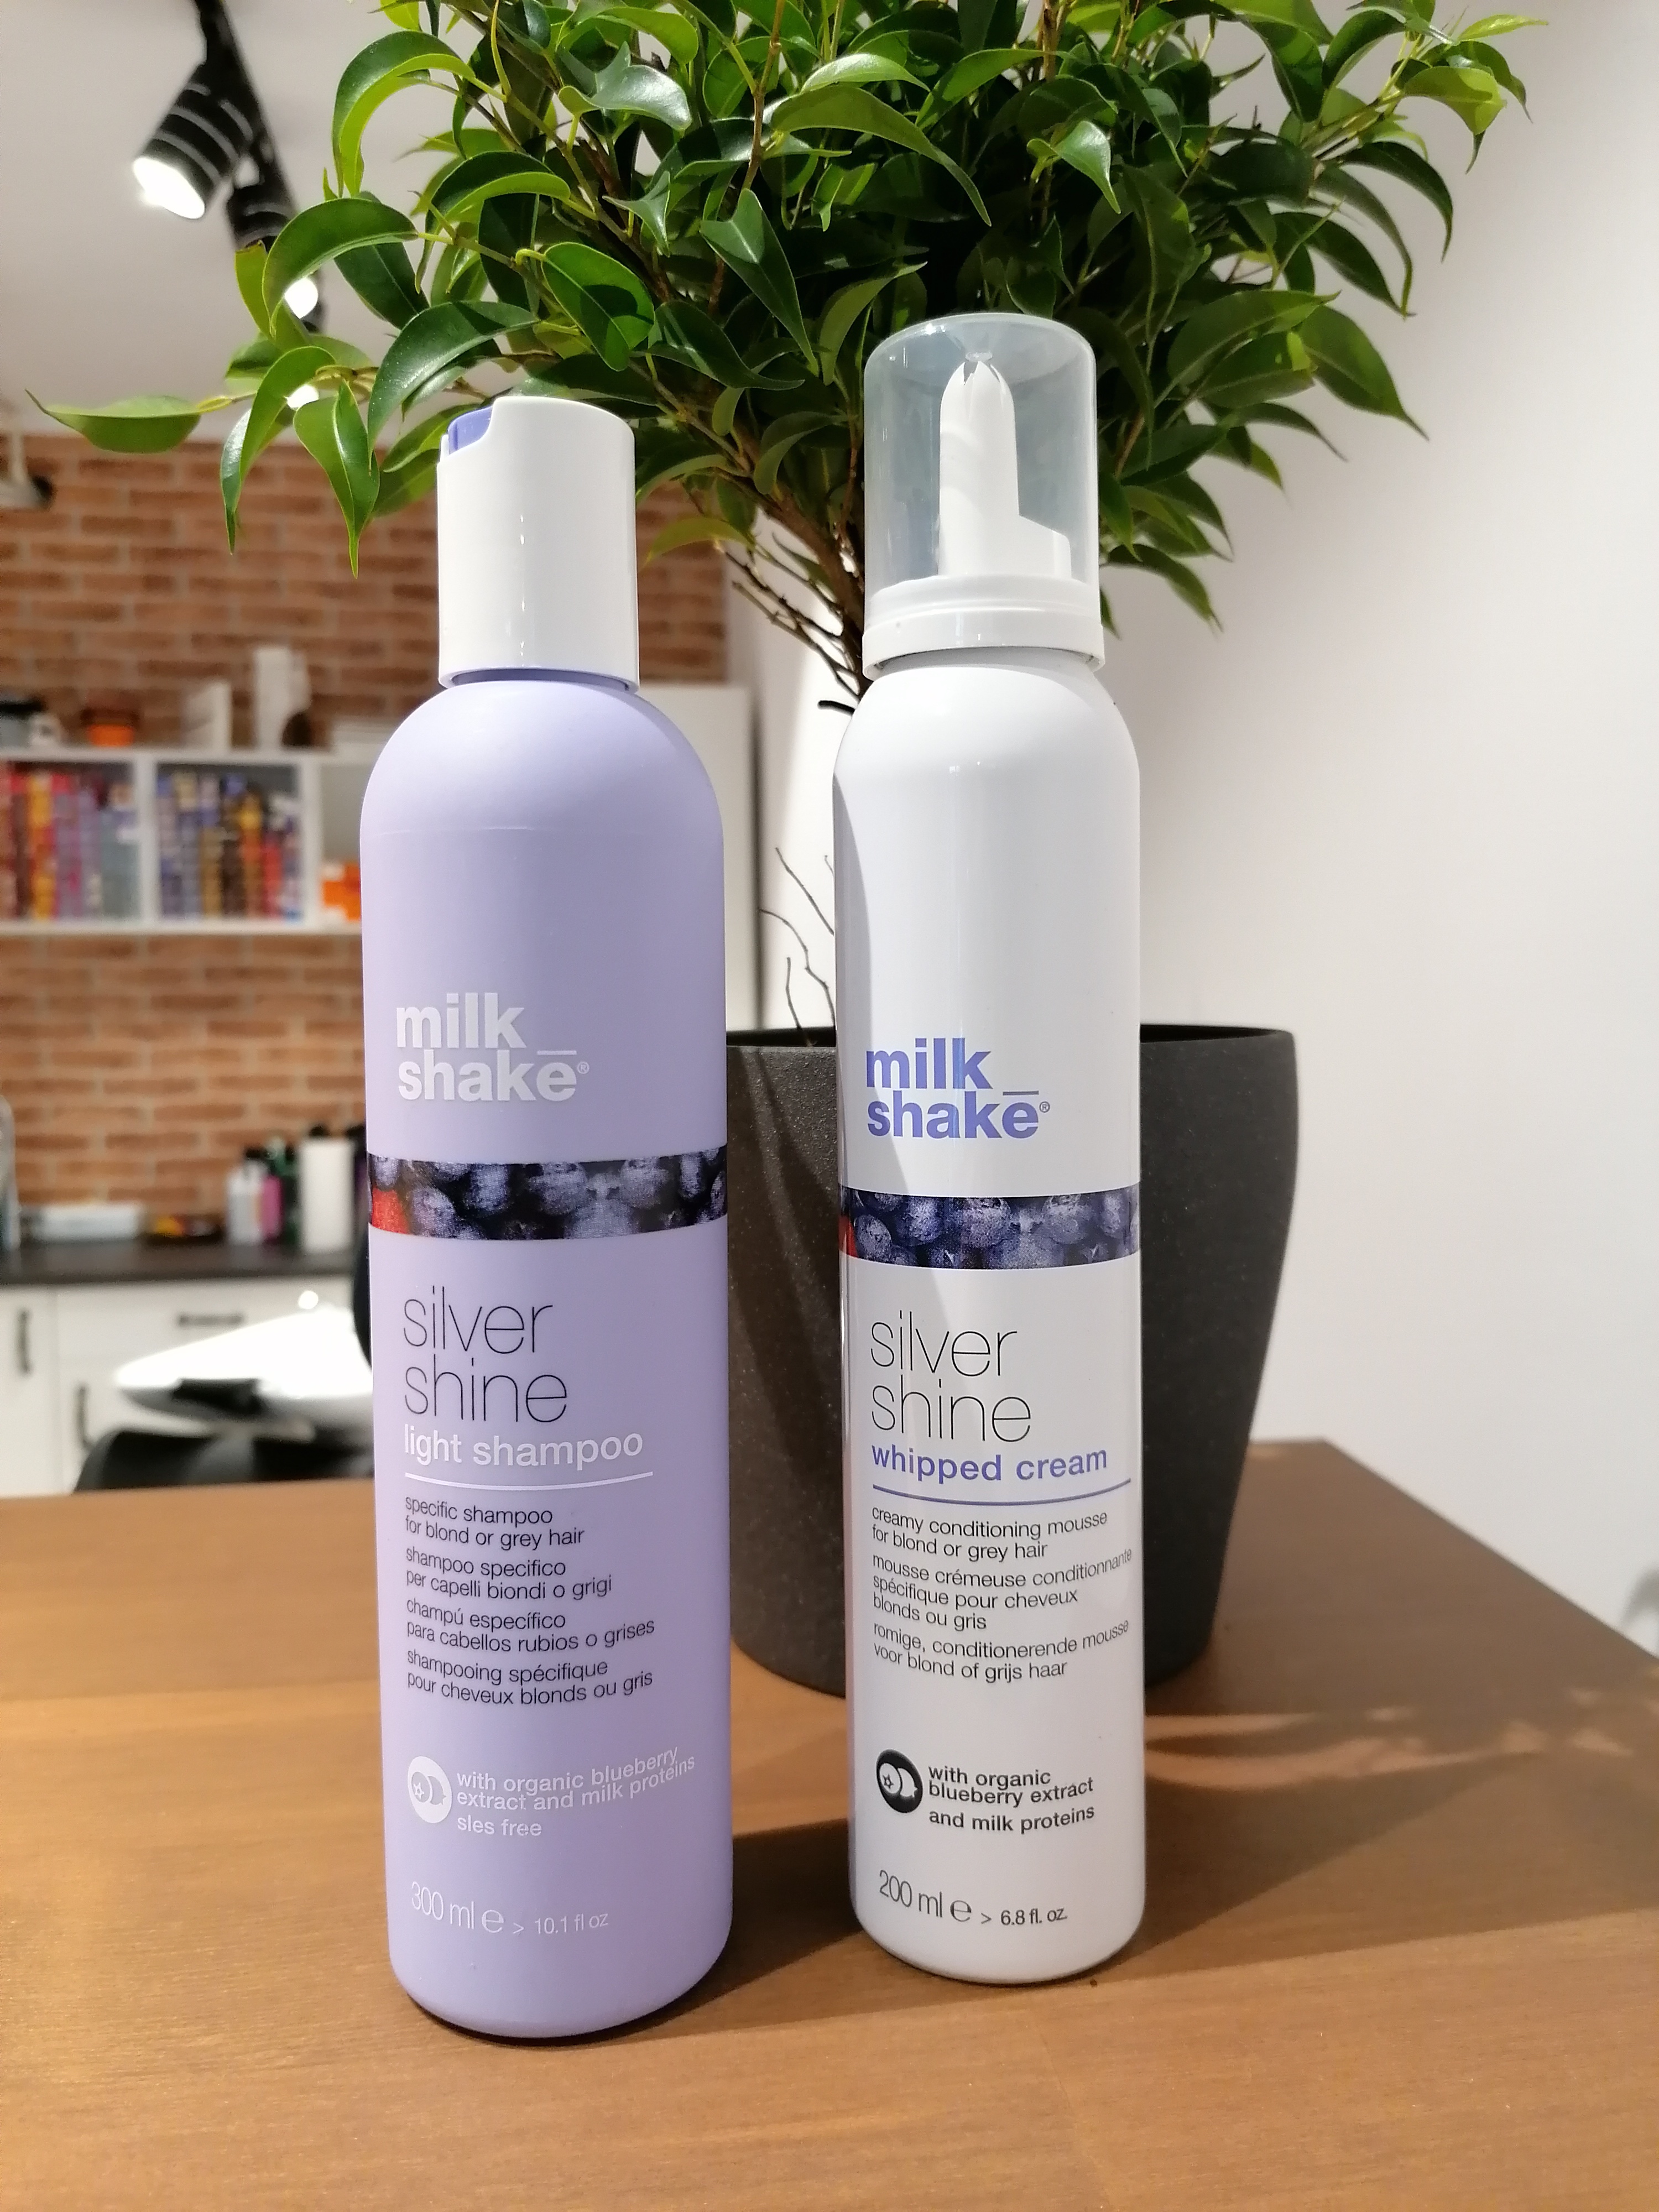 milk
shake®
silver
shine
light shampoo
specific shampoo
for blond or grey hair
shampoo specifico
per capelli biondi o grigi
champú específico
para cabellos rubios o grises
shampooing spécifique
pour cheveux blonds ou gris
with organic blueberry
extract and milk proteins
sles free
300 ml ℮ > 10.1 fl oz
milk
shake®
silver
shine
whipped cream
creamy conditioning mousse
for blond or grey hair
mousse crémeuse conditionnante
spécifique pour cheveux
blonds ou gris
romige, conditionerende mousse
voor blond of grijs haar
with organic
blueberry extract
and milk proteins
200 ml ℮ > 6.8 fl. oz.